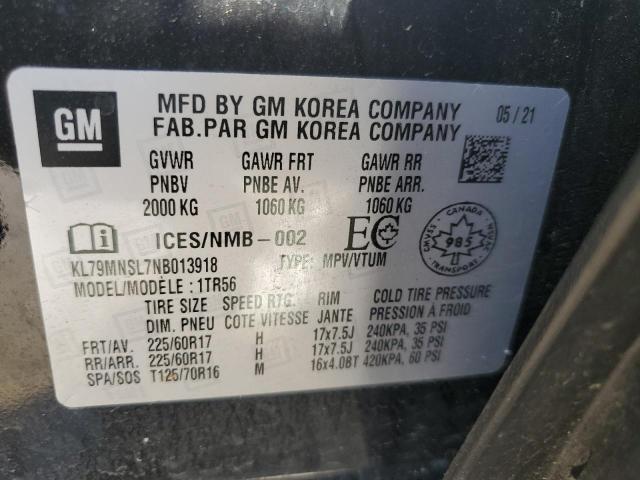 GM
MFD BY GM KOREA COMPANY 05 / 21
FAB.PAR GM KOREA COMPANY
GVWR GAWR FRT GAWR RR
PNBV PNBE AV. PNBE ARR.
2000 KG 1060 KG 1060 KG
ICES/NMB-002 EC
CANADA
985
KL79MNSL7NB013918 TYPE: MPV/VTUM
MODEL/MODÈLE : 1TR56
TIRE SIZE SPEED RTG. RIM COLD TIRE PRESSURE
DIM. PNEU COTE VITESSE JANTE PRESSION À FROID
FRT/AV. 225/60R17 H 17x7.5J 240KPA, 35 PSI
RR/ARR. 225/60R17 H 17x7.5J 240KPA, 35 PSI
SPA/SOS T125/70R16 M 16x4.0BT 420KPA, 60 PSI